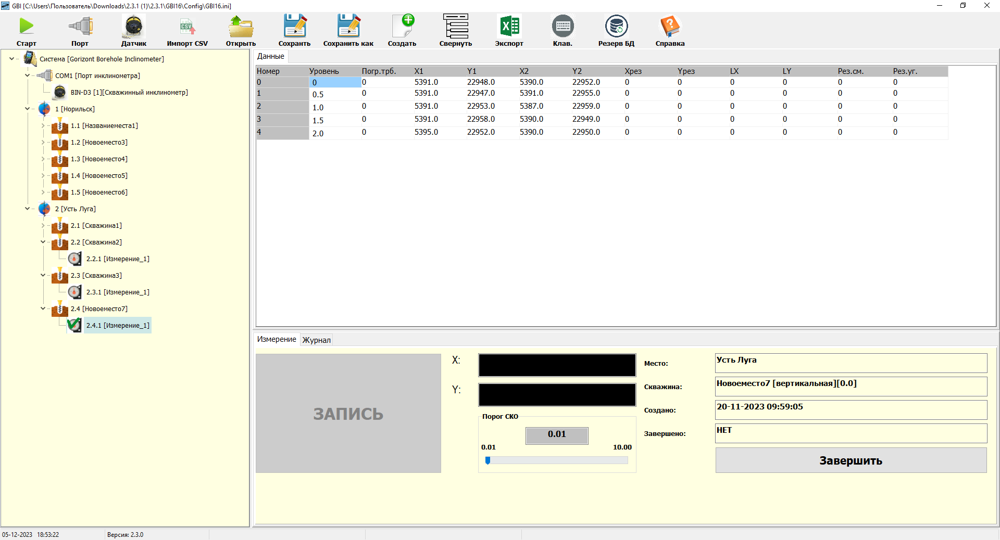 GBI [C:\Users\Пользователь\Downloads\2.3.1 (1)\2.3.1\GBI16\Config\GBI16.ini]
Старт Порт Датчик Импорт CSV Открыть Сохранить Сохранить как Создать Свернуть Экспорт Клав. Резерв БД Справка
Система [Gorizont Borehole Inclinometer]
COM1 [Порт инклинометра]
BIN-D3 [1][Скважинный инклинометр]
1 [Норильск]
1.1 [Названиеместа1]
1.2 [Новоеместо3]
1.3 [Новоеместо4]
1.4 [Новоеместо5]
1.5 [Новоеместо6]
2 [Усть Луга]
2.1 [Скважина1]
2.2 [Скважина2]
2.2.1 [Измерение_1]
2.3 [Скважина3]
2.3.1 [Измерение_1]
2.4 [Новоеместо7]
2.4.1 [Измерение_1]
Данные
Номер Уровень Погр.трб. X1 Y1 X2 Y2 Xрез Yрез LX LY Рез.см. Рез.уг.
0 0 0 5391.0 22948.0 5390.0 22952.0 0 0 0 0 0 0
1 0.5 0 5391.0 22947.0 5391.0 22955.0 0 0 0 0 0 0
2 1.0 0 5391.0 22953.0 5387.0 22959.0 0 0 0 0 0 0
3 1.5 0 5391.0 22958.0 5390.0 22949.0 0 0 0 0 0 0
4 2.0 0 5395.0 22952.0 5390.0 22950.0 0 0 0 0 0 0
Измерение Журнал
ЗАПИСЬ
X:
Y:
Порог СКО
0.01
0.01 10.00
Место: Усть Луга
Скважина: Новоеместо7 [вертикальная][0.0]
Создано: 20-11-2023 09:59:05
Завершено: НЕТ
Завершить
05-12-2023 18:53:22 Версия: 2.3.0